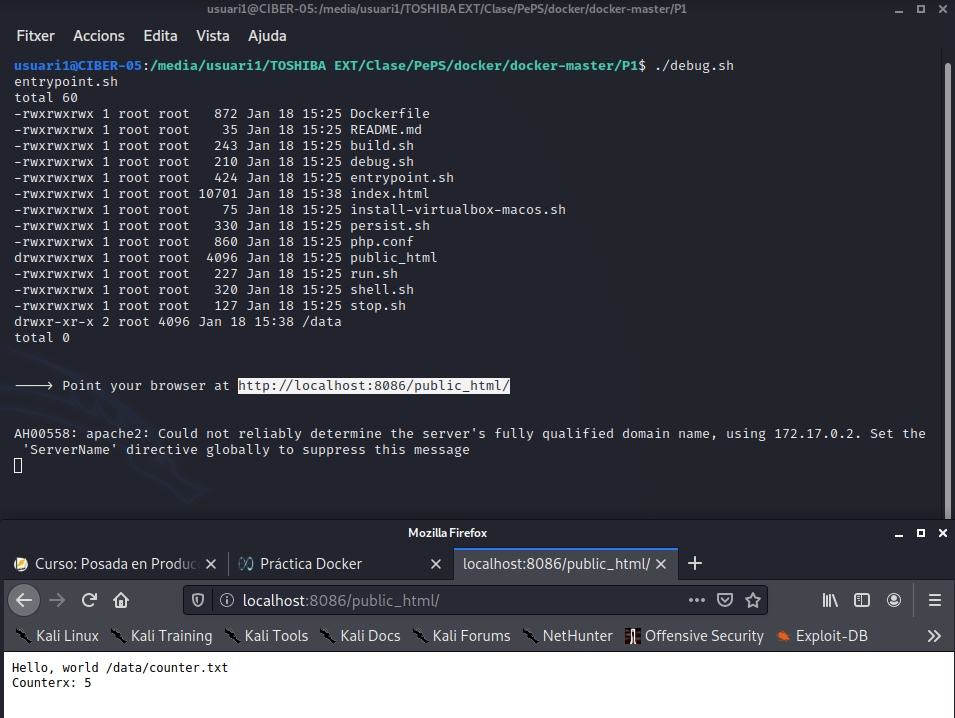 usuari1@CIBER-05:/media/usuari1/TOSHIBA EXT/Clase/PePS/docker/docker-master/P1
Fitxer Accions Edita Vista Ajuda
usuari1@CIBER-05:/media/usuari1/TOSHIBA EXT/Clase/PePS/docker/docker-master/P1$ ./debug.sh
entrypoint.sh
total 60
-rwxrwxrwx 1 root root   872 Jan 18 15:25 Dockerfile
-rwxrwxrwx 1 root root    35 Jan 18 15:25 README.md
-rwxrwxrwx 1 root root   243 Jan 18 15:25 build.sh
-rwxrwxrwx 1 root root   210 Jan 18 15:25 debug.sh
-rwxrwxrwx 1 root root   424 Jan 18 15:25 entrypoint.sh
-rwxrwxrwx 1 root root 10701 Jan 18 15:38 index.html
-rwxrwxrwx 1 root root    75 Jan 18 15:25 install-virtualbox-macos.sh
-rwxrwxrwx 1 root root   330 Jan 18 15:25 persist.sh
-rwxrwxrwx 1 root root   860 Jan 18 15:25 php.conf
drwxrwxrwx 1 root root  4096 Jan 18 15:25 public_html
-rwxrwxrwx 1 root root   227 Jan 18 15:25 run.sh
-rwxrwxrwx 1 root root   320 Jan 18 15:25 shell.sh
-rwxrwxrwx 1 root root   127 Jan 18 15:25 stop.sh
drwxr-xr-x 2 root 4096 Jan 18 15:38 /data
total 0
───→ Point your browser at http://localhost:8086/public_html/
AH00558: apache2: Could not reliably determine the server's fully qualified domain name, using 172.17.0.2. Set the
'ServerName' directive globally to suppress this message
Mozilla Firefox
Curso: Posada en Produc Práctica Docker localhost:8086/public_html/
localhost:8086/public_html/
Kali Linux Kali Training Kali Tools Kali Docs Kali Forums NetHunter Offensive Security Exploit-DB
Hello, world /data/counter.txt
Counterx: 5